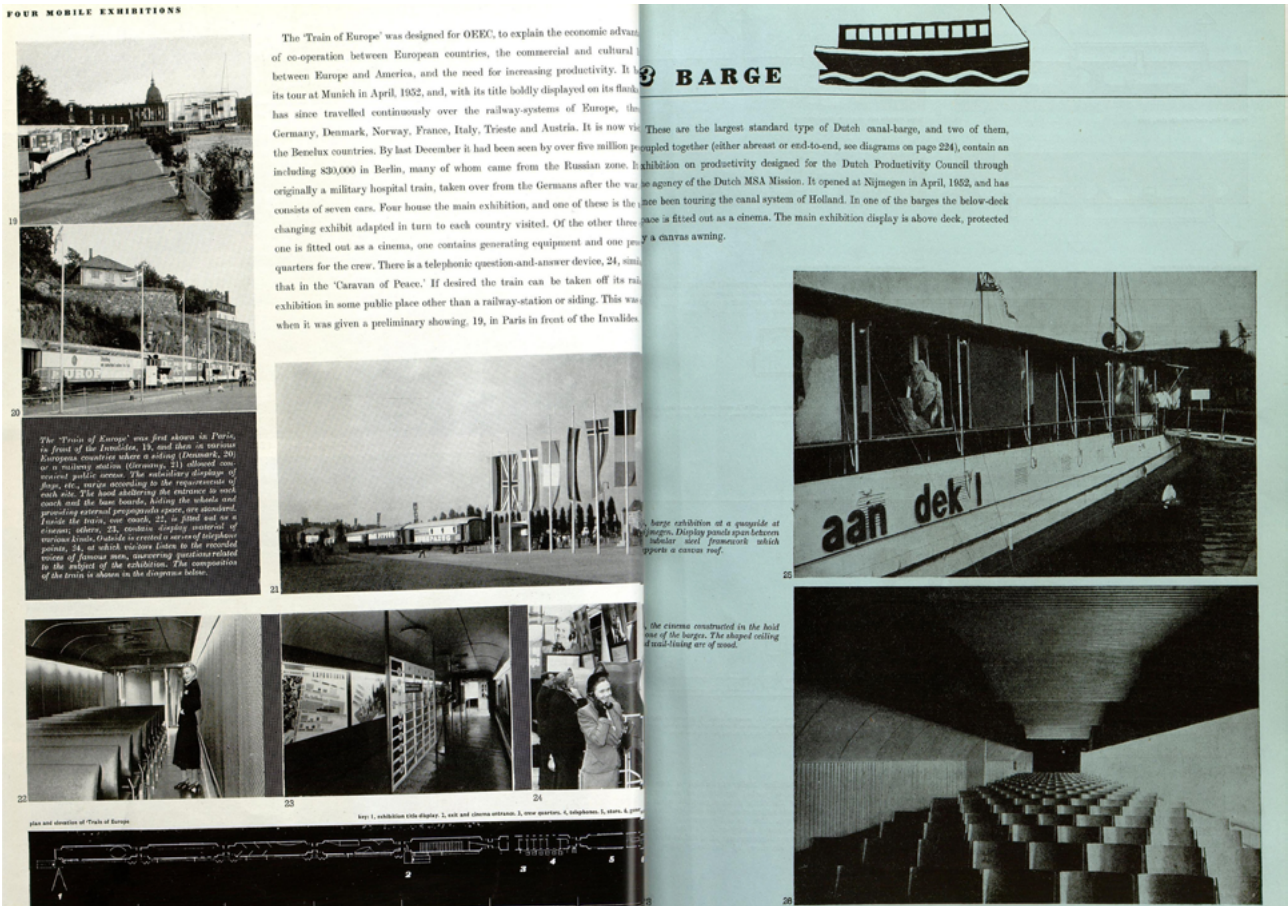 FOUR MOBILE EXHIBITIONS
The 'Train of Europe' was designed for OEEC, to explain the economic
of co-operation between European countries, the commercial and cultural
between Europe and America, and the need for increasing productivity. It
its tour at Munich in April, 1952, and, with its title boldly displayed on its
has since travelled continuously over the railway-systems of Europe,
Germany, Denmark, Norway, France, Italy, Trieste and Austria. It is now
the Benelux countries. By last December it had been seen by over five million
including 830,000 in Berlin, many of whom came from the Russian zone.
originally a military hospital train, taken over from the Germans after the war
consists of seven cars. Four house the main exhibition, and one of these is the
changing exhibit adapted in turn to each country visited. Of the other three
one is fitted out as a cinema, one contains generating equipment and one
quarters for the crew. There is a telephonic question-and-answer device, 24,
that in the 'Caravan of Peace.' If desired the train can be taken off its
exhibition in some public place other than a railway-station or siding. This
when it was given a preliminary showing, 19, in Paris in front of the Invalides.
19
20
The 'Train of Europe' was first shown in Paris,
in front of the Invalides, 19, and then in various
European countries where a siding (Denmark, 20)
or a railway station (Germany, 21) allowed con-
venient public access. The subsidiary displays of
flags, etc., varies according to the requirements of
each site. The hood sheltering the entrance to each
coach and the base boards, hiding the wheels and
providing external propaganda space, are standard.
Inside the train, one coach, 22, is fitted out as a
cinema; others, 23, contain display material of
various kinds. Outside is erected a series of telephone
points, 24, at which visitors listen to the recorded
voices of famous men, answering questions related
to the subject of the exhibition. The composition
of the train is shown in the diagrams below.
21
22
23
24
plan and elevation of 'Train of Europe
key: 1, exhibition title display. 2, exit and cinema entrance. 3, crew quarters. 4, telephones. 5, store. 6,
1
2
3
4
5
3 BARGE
These are the largest standard type of Dutch canal-barge, and two of them,
coupled together (either abreast or end-to-end, see diagrams on page 224), contain an
exhibition on productivity designed for the Dutch Productivity Council through
agency of the Dutch MSA Mission. It opened at Nijmegen in April, 1952, and has
been touring the canal system of Holland. In one of the barges the below-deck
is fitted out as a cinema. The main exhibition display is above deck, protected
a canvas awning.
aan dek!
25
barge exhibition at a quayside at
Display panels span between
tubular steel framework which
a canvas roof.
the cinema constructed in the hold
one of the barges. The shaped ceiling
wall-lining are of wood.
26